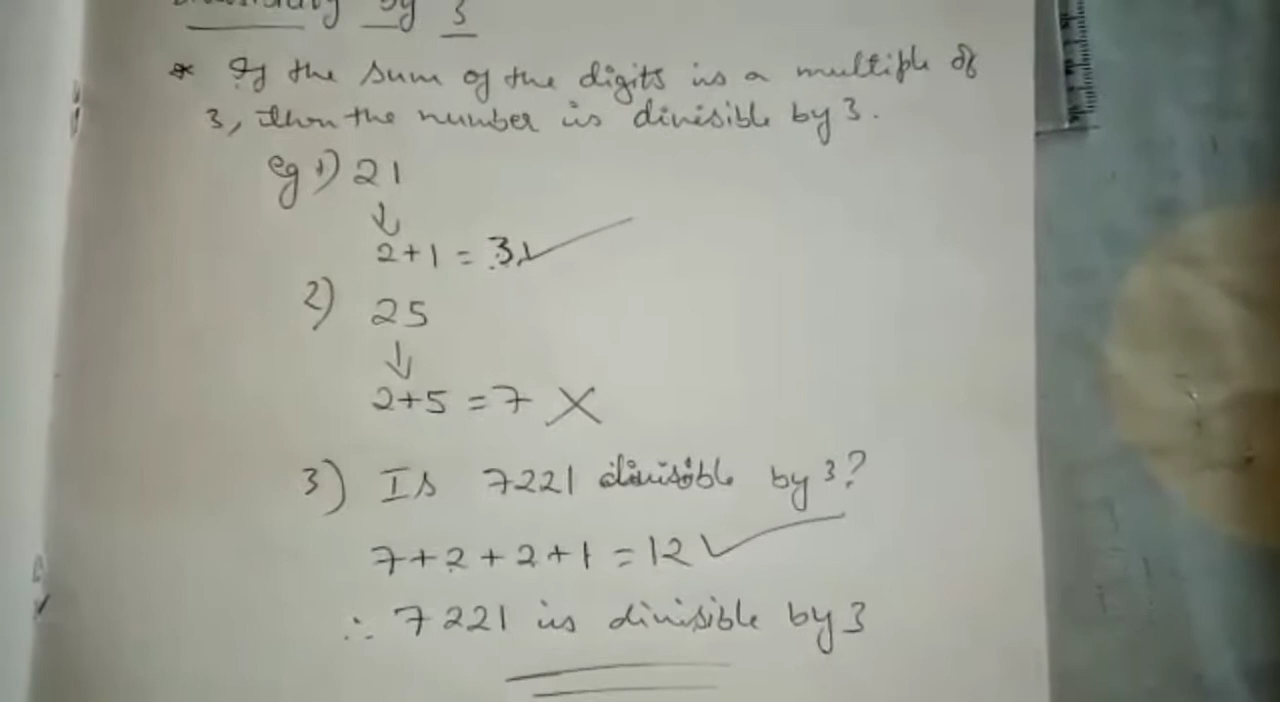 by 3
* If the sum of the digits is a multiple of
3, then the number is divisible by 3.
eg 1) 21
↓
2+1 = 3 ✓
2) 25
↓
2+5 = 7 X
3) Is 7221 divisible by 3?
7+2+2+1 = 12 ✓
∴ 7221 is divisible by 3